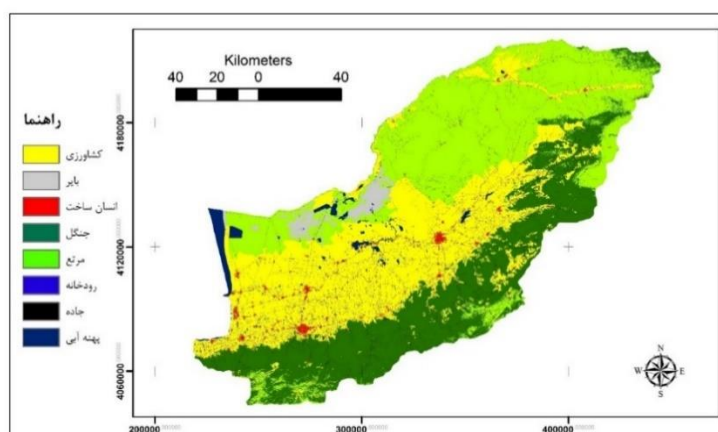 Kilometers
40 20 0 40
راهنما
کشاورزی
بایر
انسان ساخت
جنگل
مرتع
رودخانه
جاده
پهنه آبی
4180000
4120000
4060000
200000 300000 400000
N
W E
S